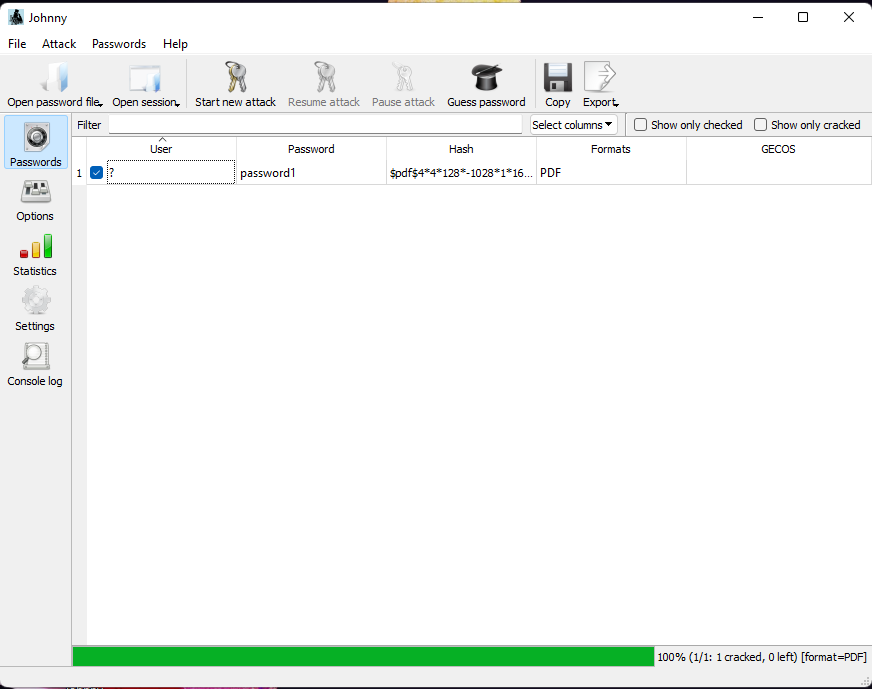 Johnny
File Attack Passwords Help
Open password file Open session Start new attack Resume attack Pause attack Guess password Copy Export
Filter Select columns Show only checked Show only cracked
Passwords
Options
Statistics
Settings
Console log
User Password Hash Formats GECOS
1 ? password1 $pdf$4*4*128*-1028*1*16... PDF
100% (1/1: 1 cracked, 0 left) [format=PDF]